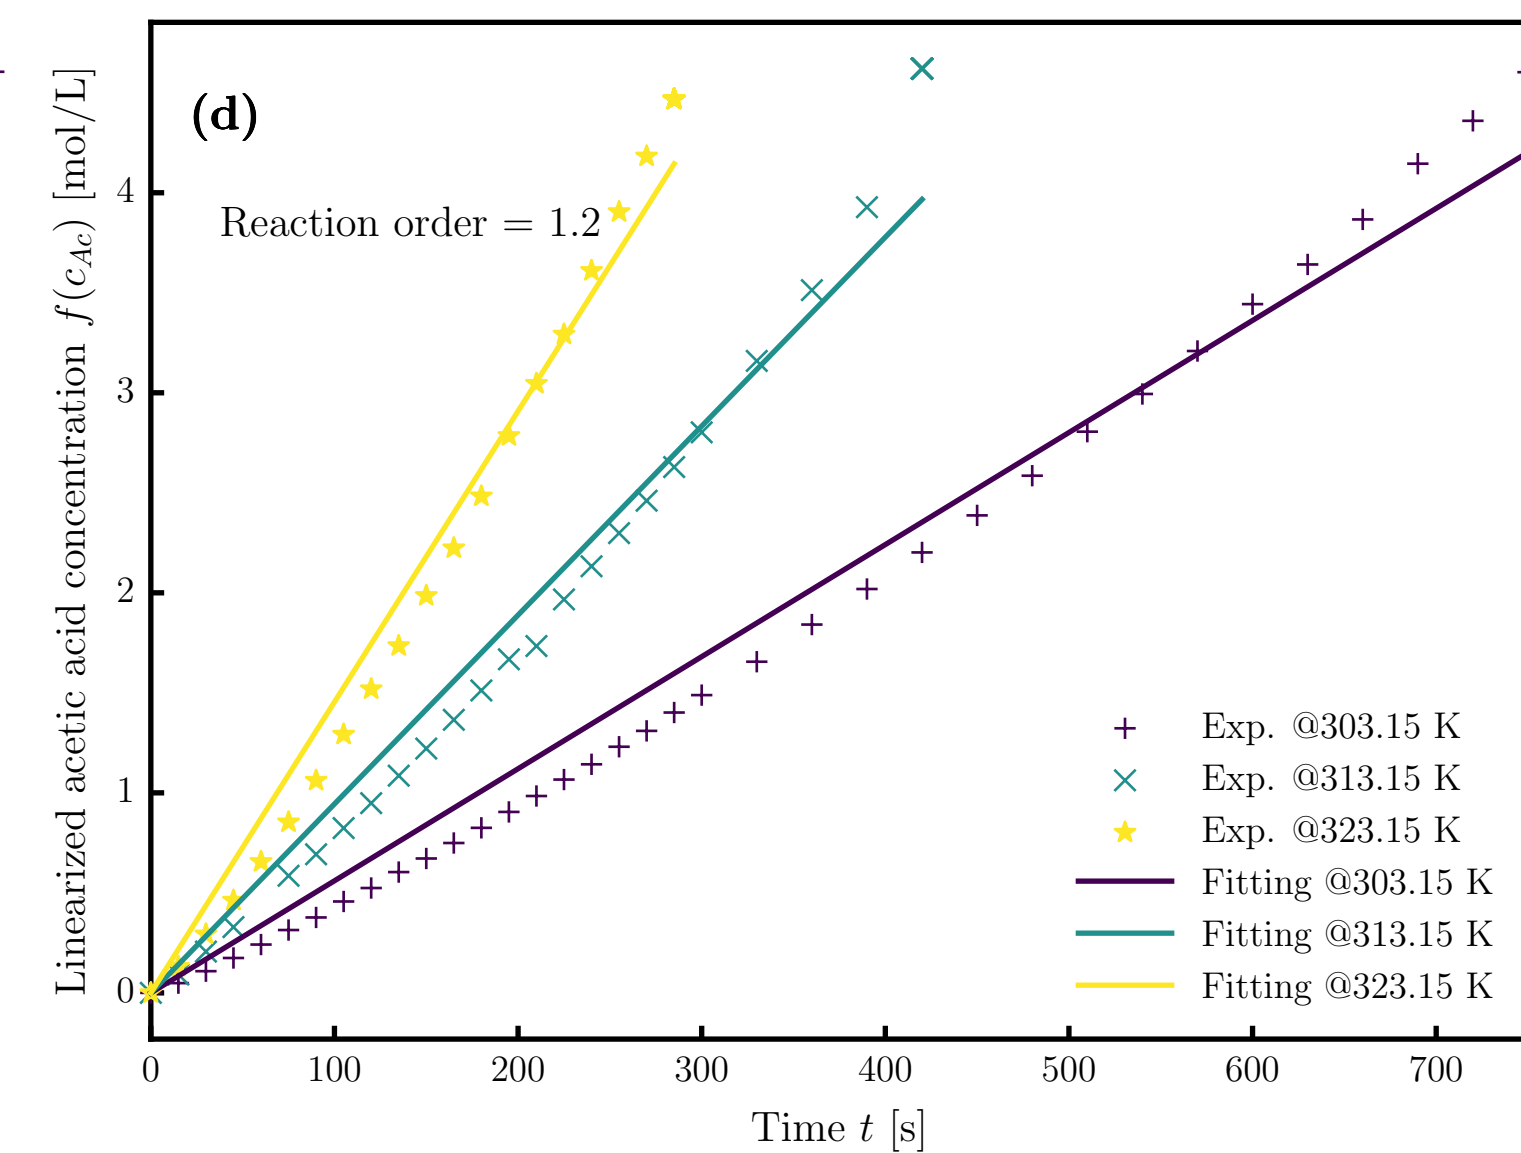 Linearized acetic acid concentration f(c_{Ac}) [mol/L]
(d)
Reaction order = 1.2
4
3
2
1
0
Exp. @303.15 K
Exp. @313.15 K
Exp. @323.15 K
Fitting @303.15 K
Fitting @313.15 K
Fitting @323.15 K
0 100 200 300 400 500 600 700
Time t [s]